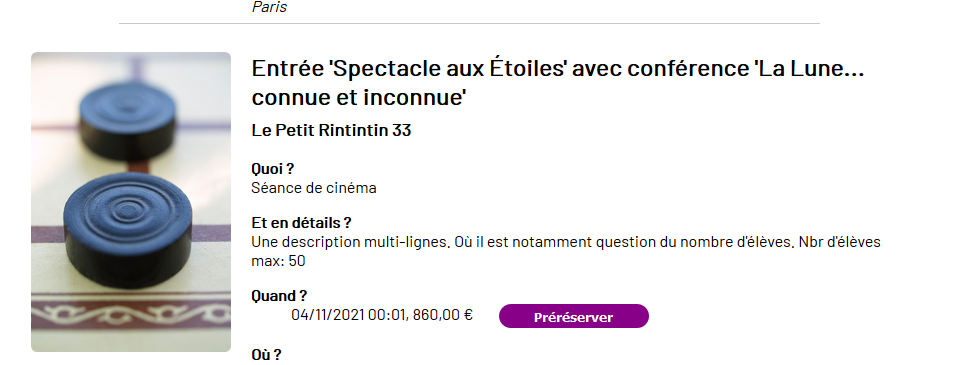 Paris
Entrée 'Spectacle aux Étoiles' avec conférence 'La Lune...
connue et inconnue'
Le Petit Rintintin 33
Quoi ?
Séance de cinéma
Et en détails ?
Une description multi-lignes. Où il est notamment question du nombre d'élèves. Nbr d'élèves
max: 50
Quand ?
04/11/2021 00:01, 860,00 € Préréserver
Où ?